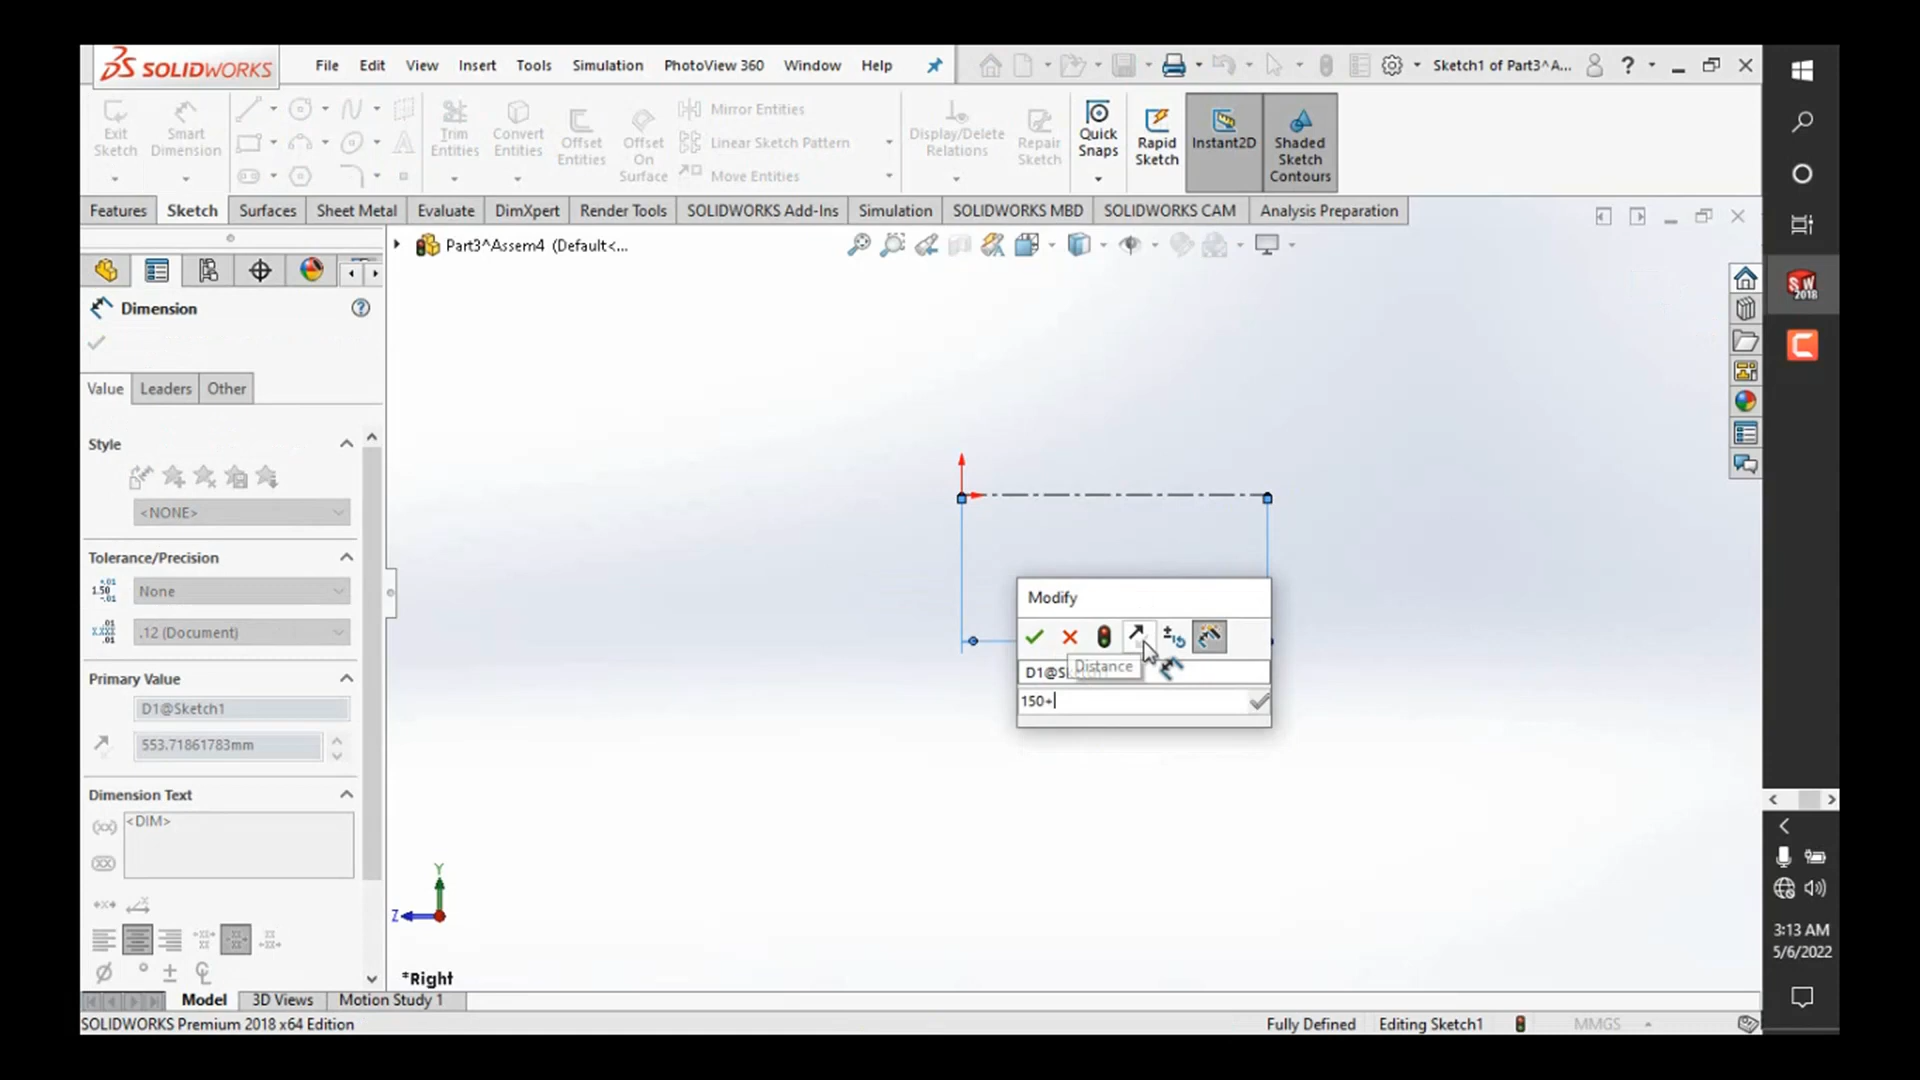 SOLIDWORKS File Edit View Insert Tools Simulation PhotoView 360 Window Help Sketch1 of Part3^A... ?
Exit Sketch
Smart Dimension
Trim Entities
Convert Entities
Offset Entities
Offset On Surface
Mirror Entities
Linear Sketch Pattern
Move Entities
Display/Delete Relations
Repair Sketch
Quick Snaps
Rapid Sketch
Instant2D
Shaded Sketch Contours
Features Sketch Surfaces Sheet Metal Evaluate DimXpert Render Tools SOLIDWORKS Add-Ins Simulation SOLIDWORKS MBD SOLIDWORKS CAM Analysis Preparation
Part3^Assem4 (Default<...
SW 2018
Dimension
Value Leaders Other
Style
<NONE>
Tolerance/Precision
None
.12 (Document)
Primary Value
D1@Sketch1
553.71861783mm
Dimension Text
<DIM>
Modify
Distance
D1@S
150+
Y
Z
*Right
Model 3D Views Motion Study 1
SOLIDWORKS Premium 2018 x64 Edition Fully Defined Editing Sketch1 MMGS
3:13 AM
5/6/2022